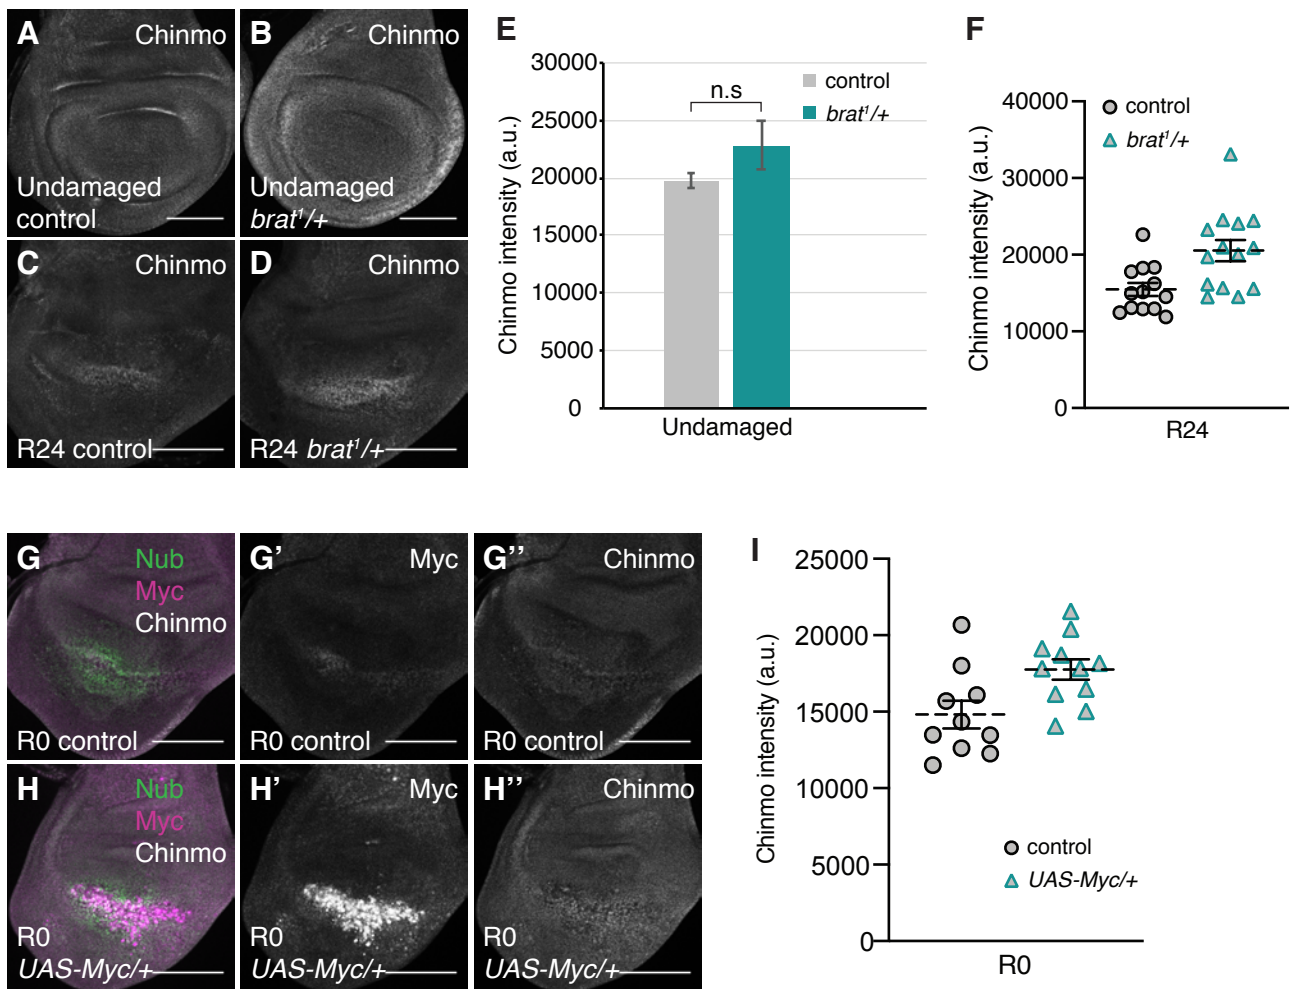 A
Chinmo
Undamaged
control
B
Chinmo
Undamaged
brat¹/+
C
Chinmo
R24 control
D
Chinmo
R24 brat¹/+
E
30000
25000
20000
15000
10000
5000
0
Chinmo intensity (a.u.)
n.s
control
brat¹/+
Undamaged
F
40000
30000
20000
10000
0
Chinmo intensity (a.u.)
control
brat¹/+
R24
G
Nub
Myc
Chinmo
R0 control
G'
Myc
R0 control
G''
Chinmo
R0 control
H
Nub
Myc
Chinmo
R0
UAS-Myc/+
H'
Myc
R0
UAS-Myc/+
H''
Chinmo
R0
UAS-Myc/+
I
25000
20000
15000
10000
5000
0
Chinmo intensity (a.u.)
control
UAS-Myc/+
R0